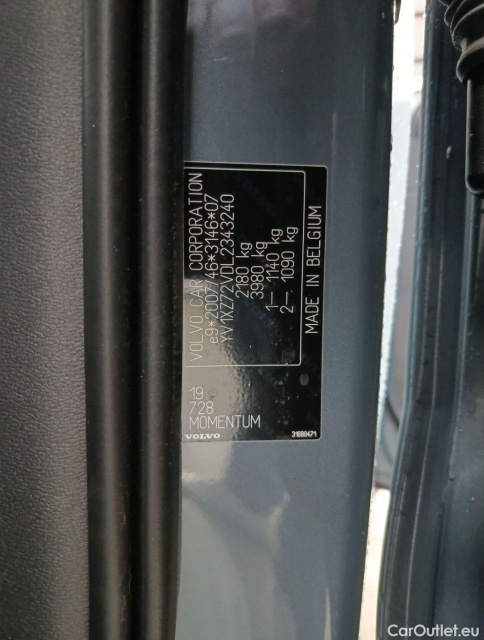 VOLVO CAR CORPORATION
e9*2007/46*3146*07
YV1XZ72VDL2343240
2180 kg
3980 kg
1– 1140 kg
2– 1090 kg
MADE IN BELGIUM
19
728
MOMENTUM
VOLVO
31669471
CarOutlet.eu